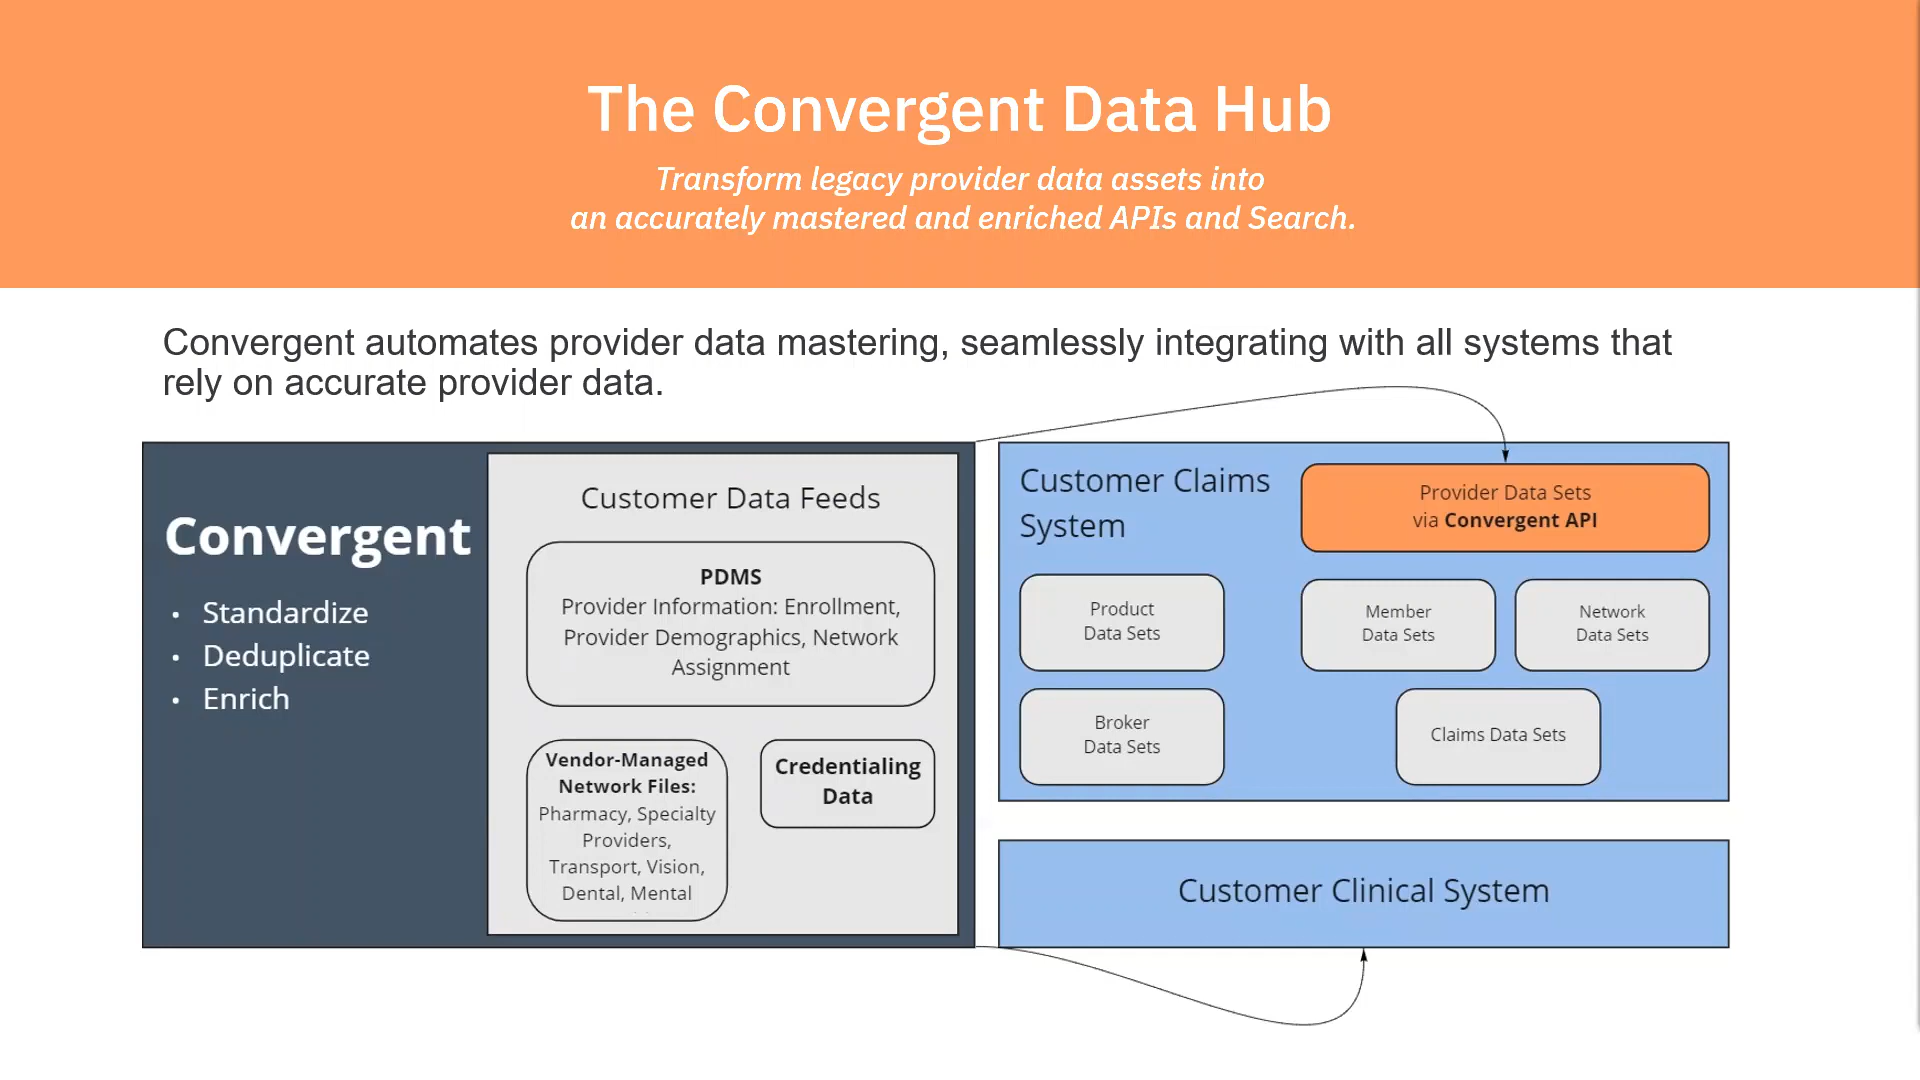 The Convergent Data Hub
Transform legacy provider data assets into
an accurately mastered and enriched APIs and Search.
Convergent automates provider data mastering, seamlessly integrating with all systems that
rely on accurate provider data.
Convergent
• Standardize
• Deduplicate
• Enrich
Customer Data Feeds
PDMS
Provider Information: Enrollment,
Provider Demographics, Network
Assignment
Vendor-Managed
Network Files:
Pharmacy, Specialty
Providers,
Transport, Vision,
Dental, Mental
Credentialing
Data
Customer Claims
System
Provider Data Sets
via Convergent API
Product
Data Sets
Member
Data Sets
Network
Data Sets
Broker
Data Sets
Claims Data Sets
Customer Clinical System